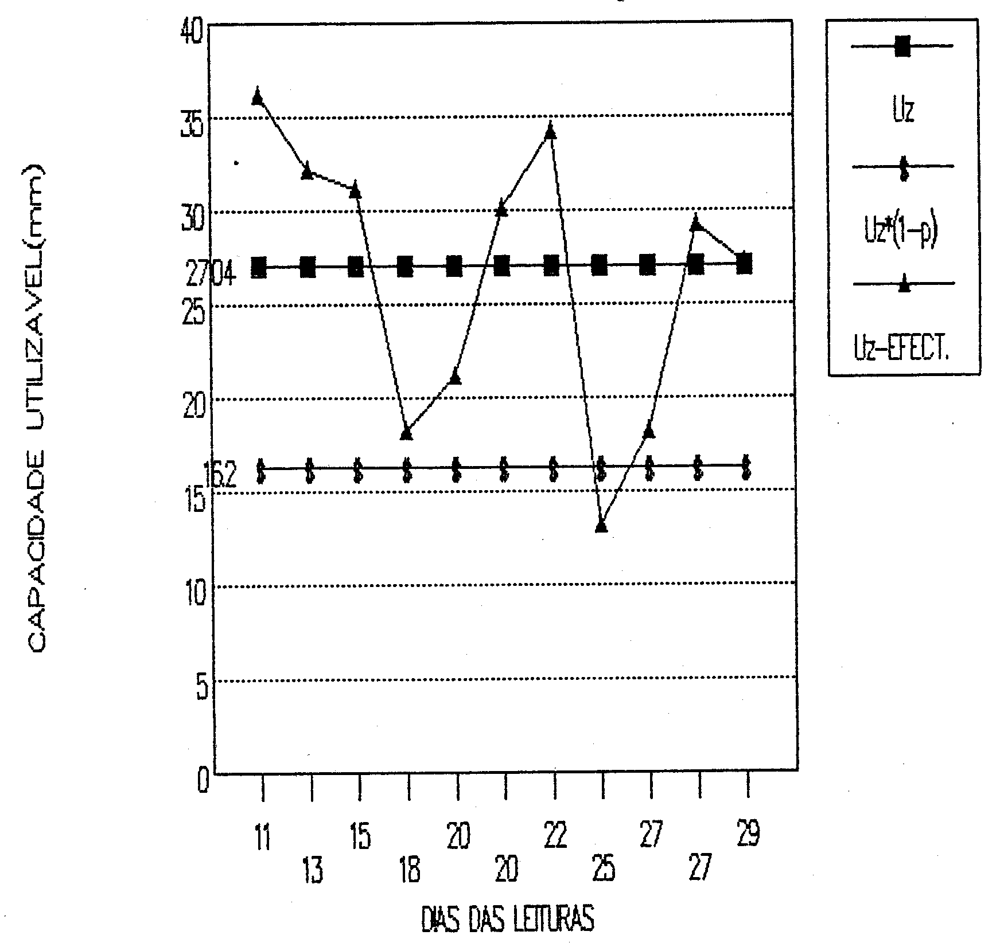 40
35
30
27.04
25
20
16.2
15
10
5
0
CAPACIDADE UTILIZAVEL(mm)
11 15 20 22 27 29
13 18 20 25 27
DIAS DAS LEITURAS
Uz
Uz*(1-p)
Uz-EFECT.